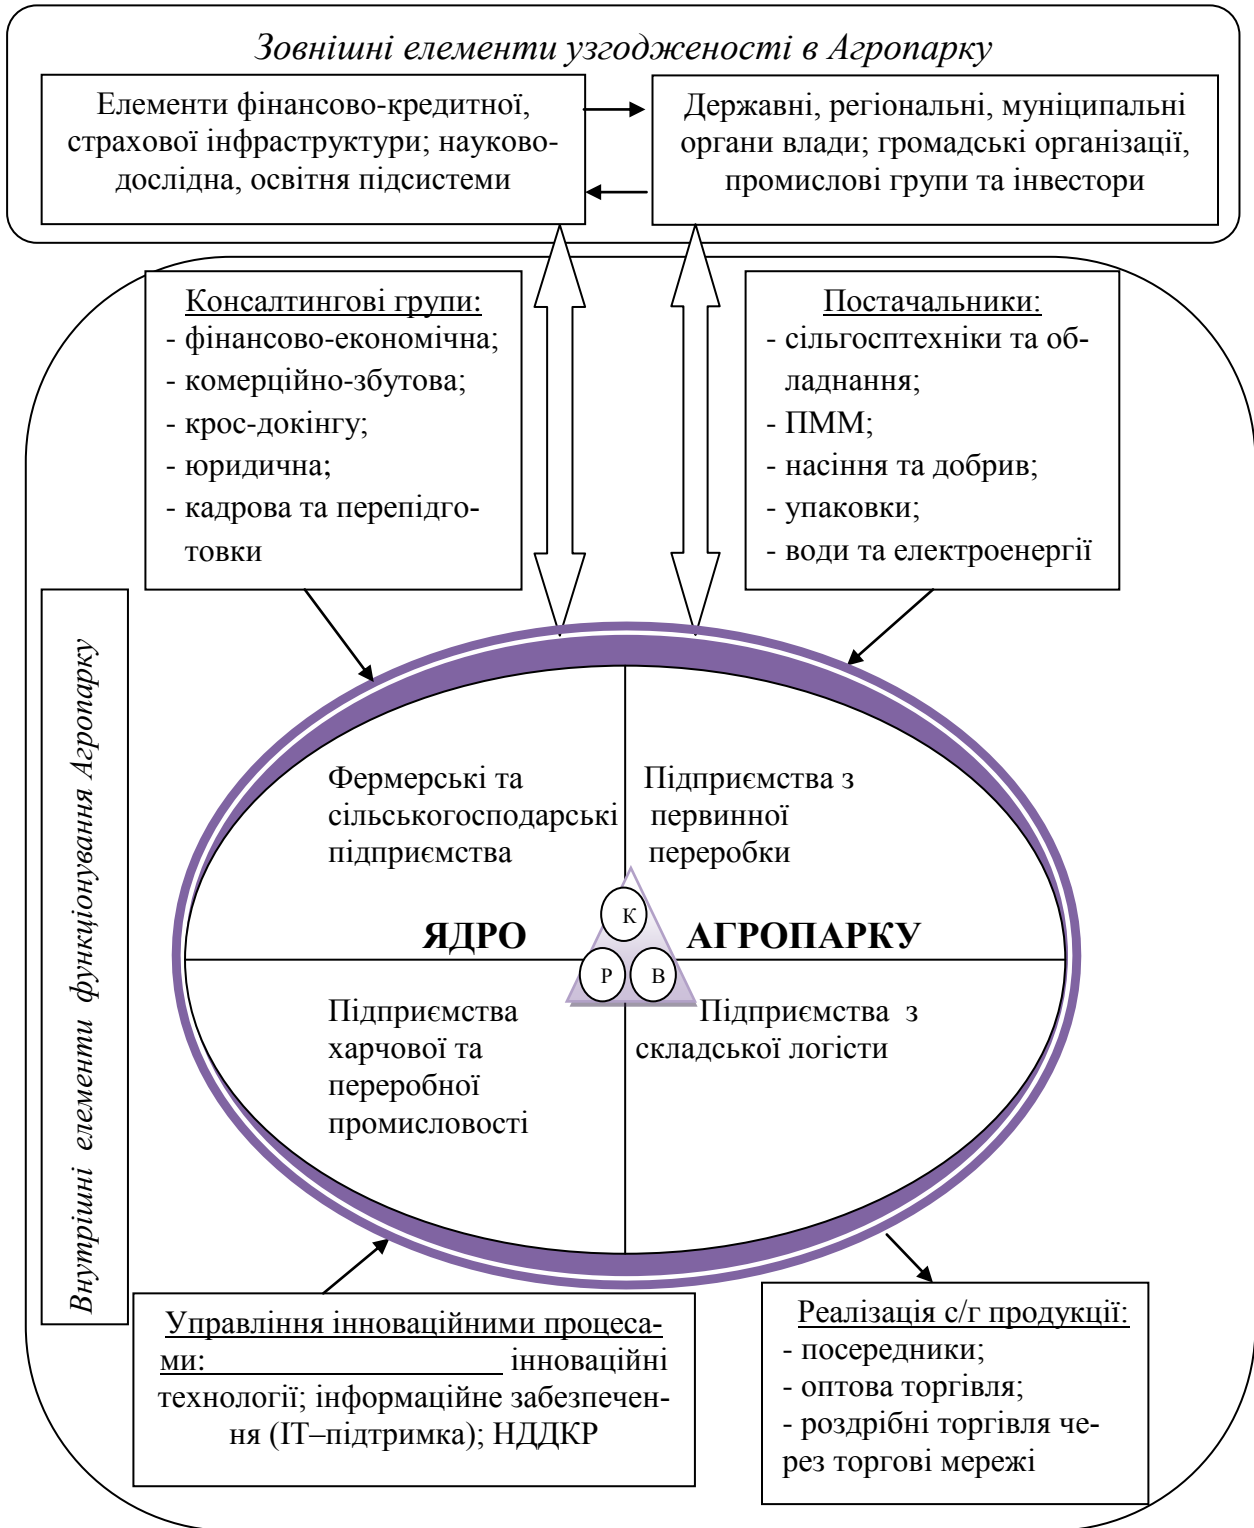 Зовнішні елементи узгодженості в Агропарку
Елементи фінансово-кредитної,
страхової інфраструктури; науково-
дослідна, освітня підсистеми
Державні, регіональні, муніципальні
органи влади; громадські організації,
промислові групи та інвестори
Консалтингові групи:
- фінансово-економічна;
- комерційно-збутова;
- крос-докінгу;
- юридична;
- кадрова та перепідго-
товки
Постачальники:
- сільгосптехніки та об-
ладнання;
- ПММ;
- насіння та добрив;
- упаковки;
- води та електроенергії
Внутрішні елементи функціонування Агропарку
Фермерські та
сільськогосподарські
підприємства
Підприємства з
первинної
переробки
ЯДРО
АГРОПАРКУ
К
Р
В
Підприємства
харчової та
переробної
промисловості
Підприємства з
складської логісти
Управління інноваційними процеса-
ми: інноваційні
технології; інформаційне забезпечен-
ня (ІТ–підтримка); НДДКР
Реалізація с/г продукції:
- посередники;
- оптова торгівля;
- роздрібні торгівля че-
рез торгові мережі